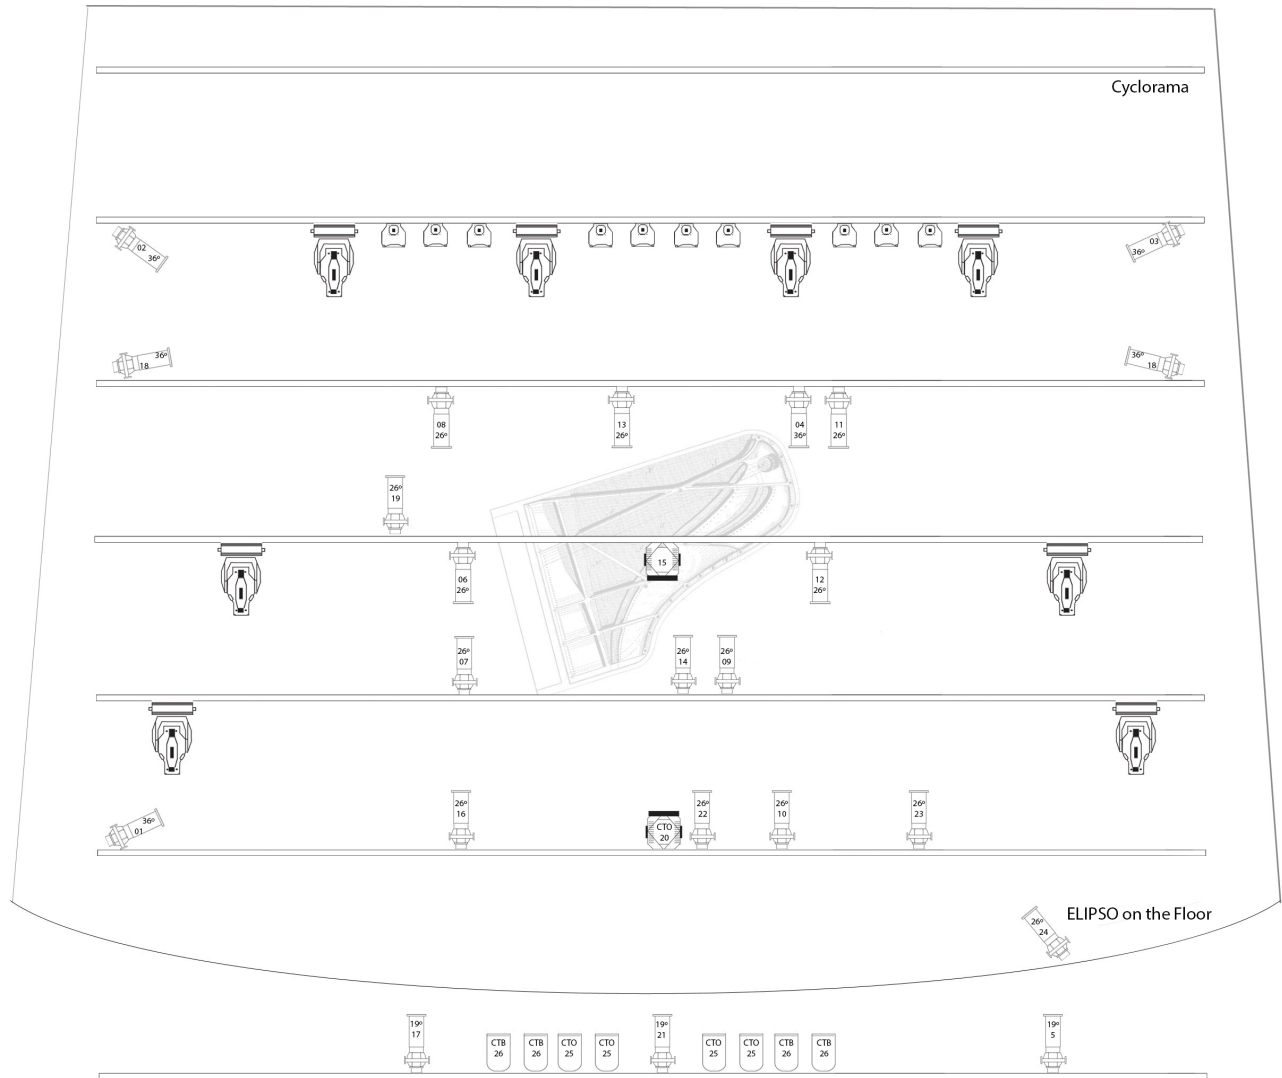 Cyclorama
02
36º
03
36º
36º
18
36º
18
08
26º
13
26º
04
36º
11
26º
26º
19
06
26º
15
12
26º
26º
07
26º
14
26º
09
36º
01
26º
16
CTO
20
26º
22
26º
10
26º
23
ELIPSO on the Floor
26º
24
19º
17
CTB
26
CTB
26
CTO
25
CTO
25
19º
21
CTO
25
CTO
25
CTB
26
CTB
26
19º
5